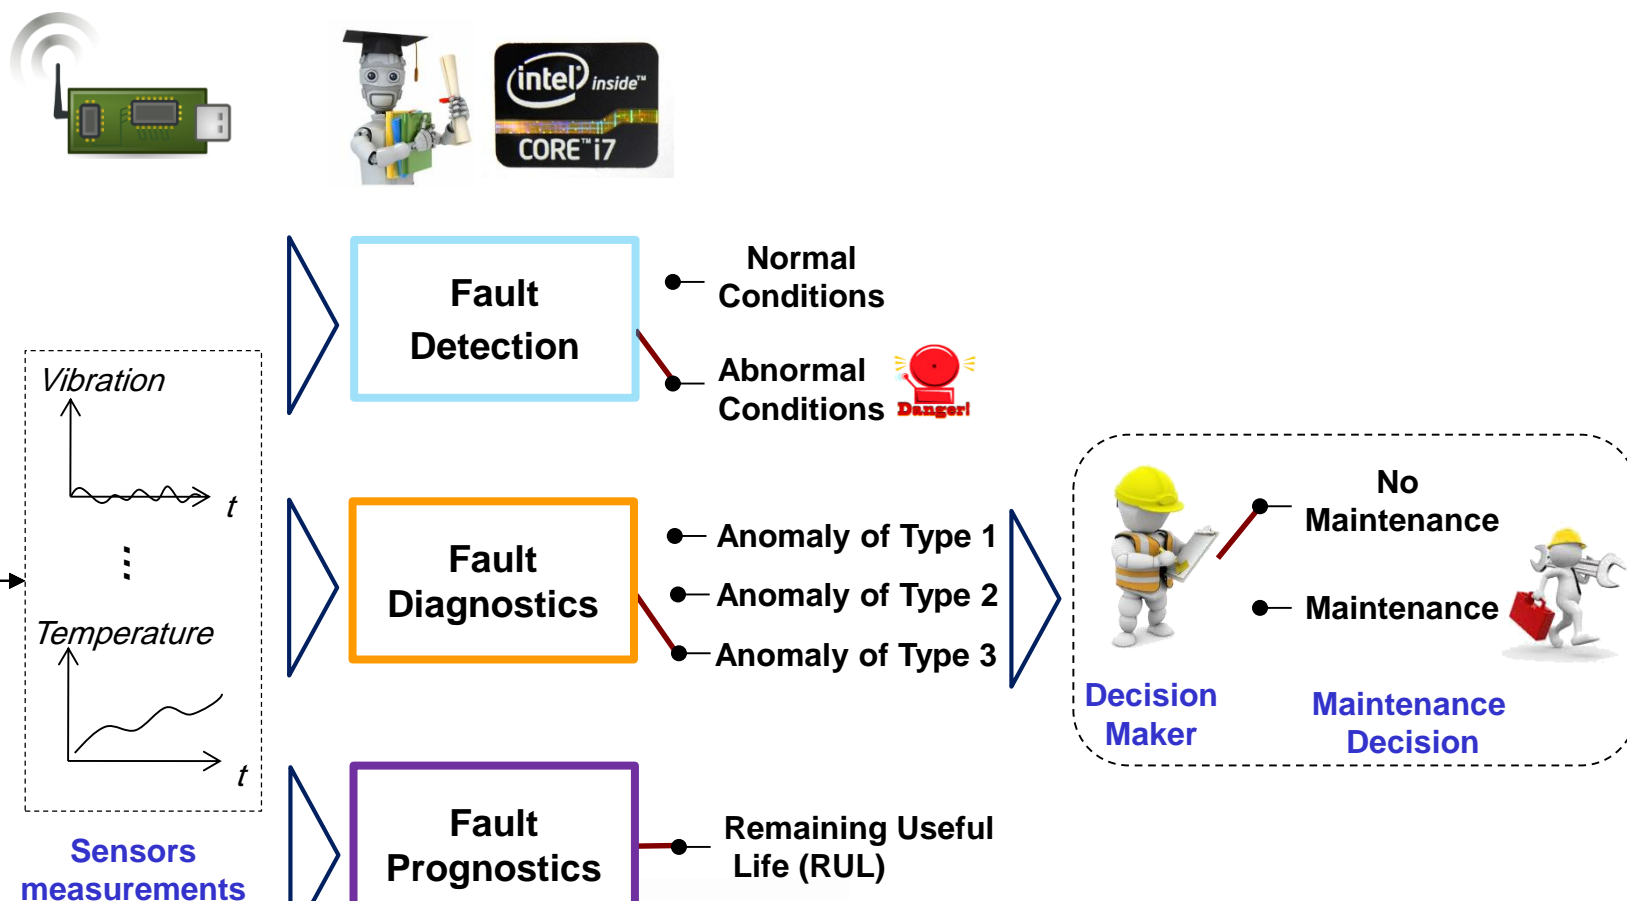 intel inside™
CORE™ i7
Fault
Detection
Normal
Conditions
Abnormal
Conditions
Danger!
Vibration
t
...
Temperature
t
Sensors
measurements
Fault
Diagnostics
Anomaly of Type 1
Anomaly of Type 2
Anomaly of Type 3
Fault
Prognostics
Remaining Useful
Life (RUL)
No
Maintenance
Maintenance
Decision
Maker
Maintenance
Decision